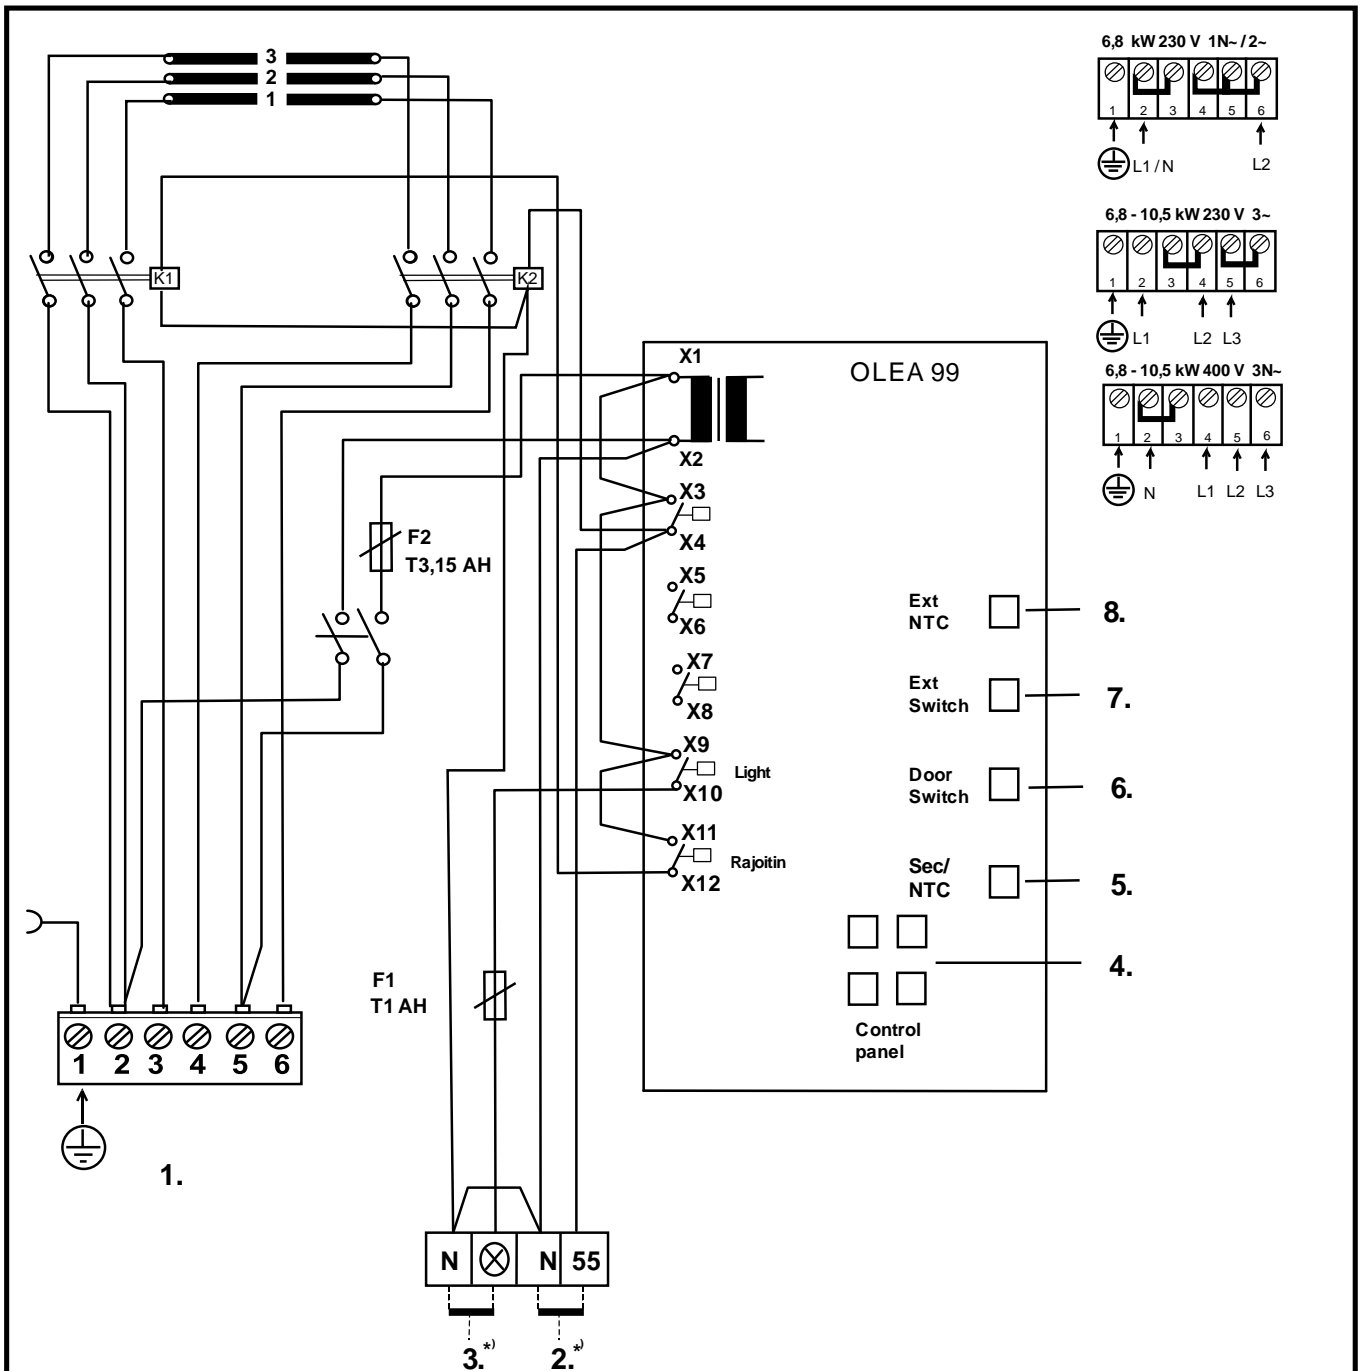 3
2
1
6,8 kW 230 V 1N~ / 2~
1 2 3 4 5 6
L1 / N L2
6,8 - 10,5 kW 230 V 3~
1 2 3 4 5 6
L1 L2 L3
6,8 - 10,5 kW 400 V 3N~
1 2 3 4 5 6
N L1 L2 L3
K1
K2
OLEA 99
X1
X2
X3
X4
X5
X6
X7
X8
X9
Light
X10
X11
Rajoitin
X12
F2
T3,15 AH
Ext
NTC
8.
Ext
Switch
7.
Door
Switch
6.
Sec/
NTC
5.
4.
Control
panel
F1
T1 AH
1 2 3 4 5 6
1.
N N 55
3.*) 2.*)